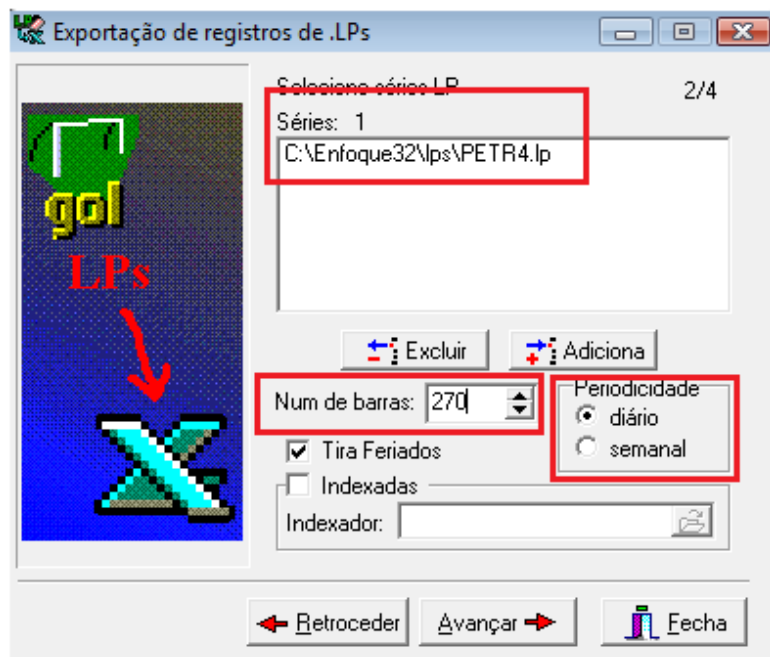 Exportação de registros de .LPs
Selecione séries LP
2/4
Séries: 1
C:\Enfoque32\lps\PETR4.lp
gol
LPs
Excluir
Adiciona
Num de barras: 270
Periodicidade
diário
semanal
Tira Feriados
Indexadas
Indexador:
Retroceder
Avançar
Fecha